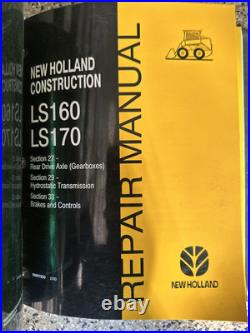 NEW HOLLAND
CONSTRUCTION
LS160
LS170
Section 27 -
Rear Drive Axle (Gearboxes)
Section 29 -
Hydrostatic Transmission
Section 33 -
Brakes and Controls
REPAIR MANUAL
NEW HOLLAND